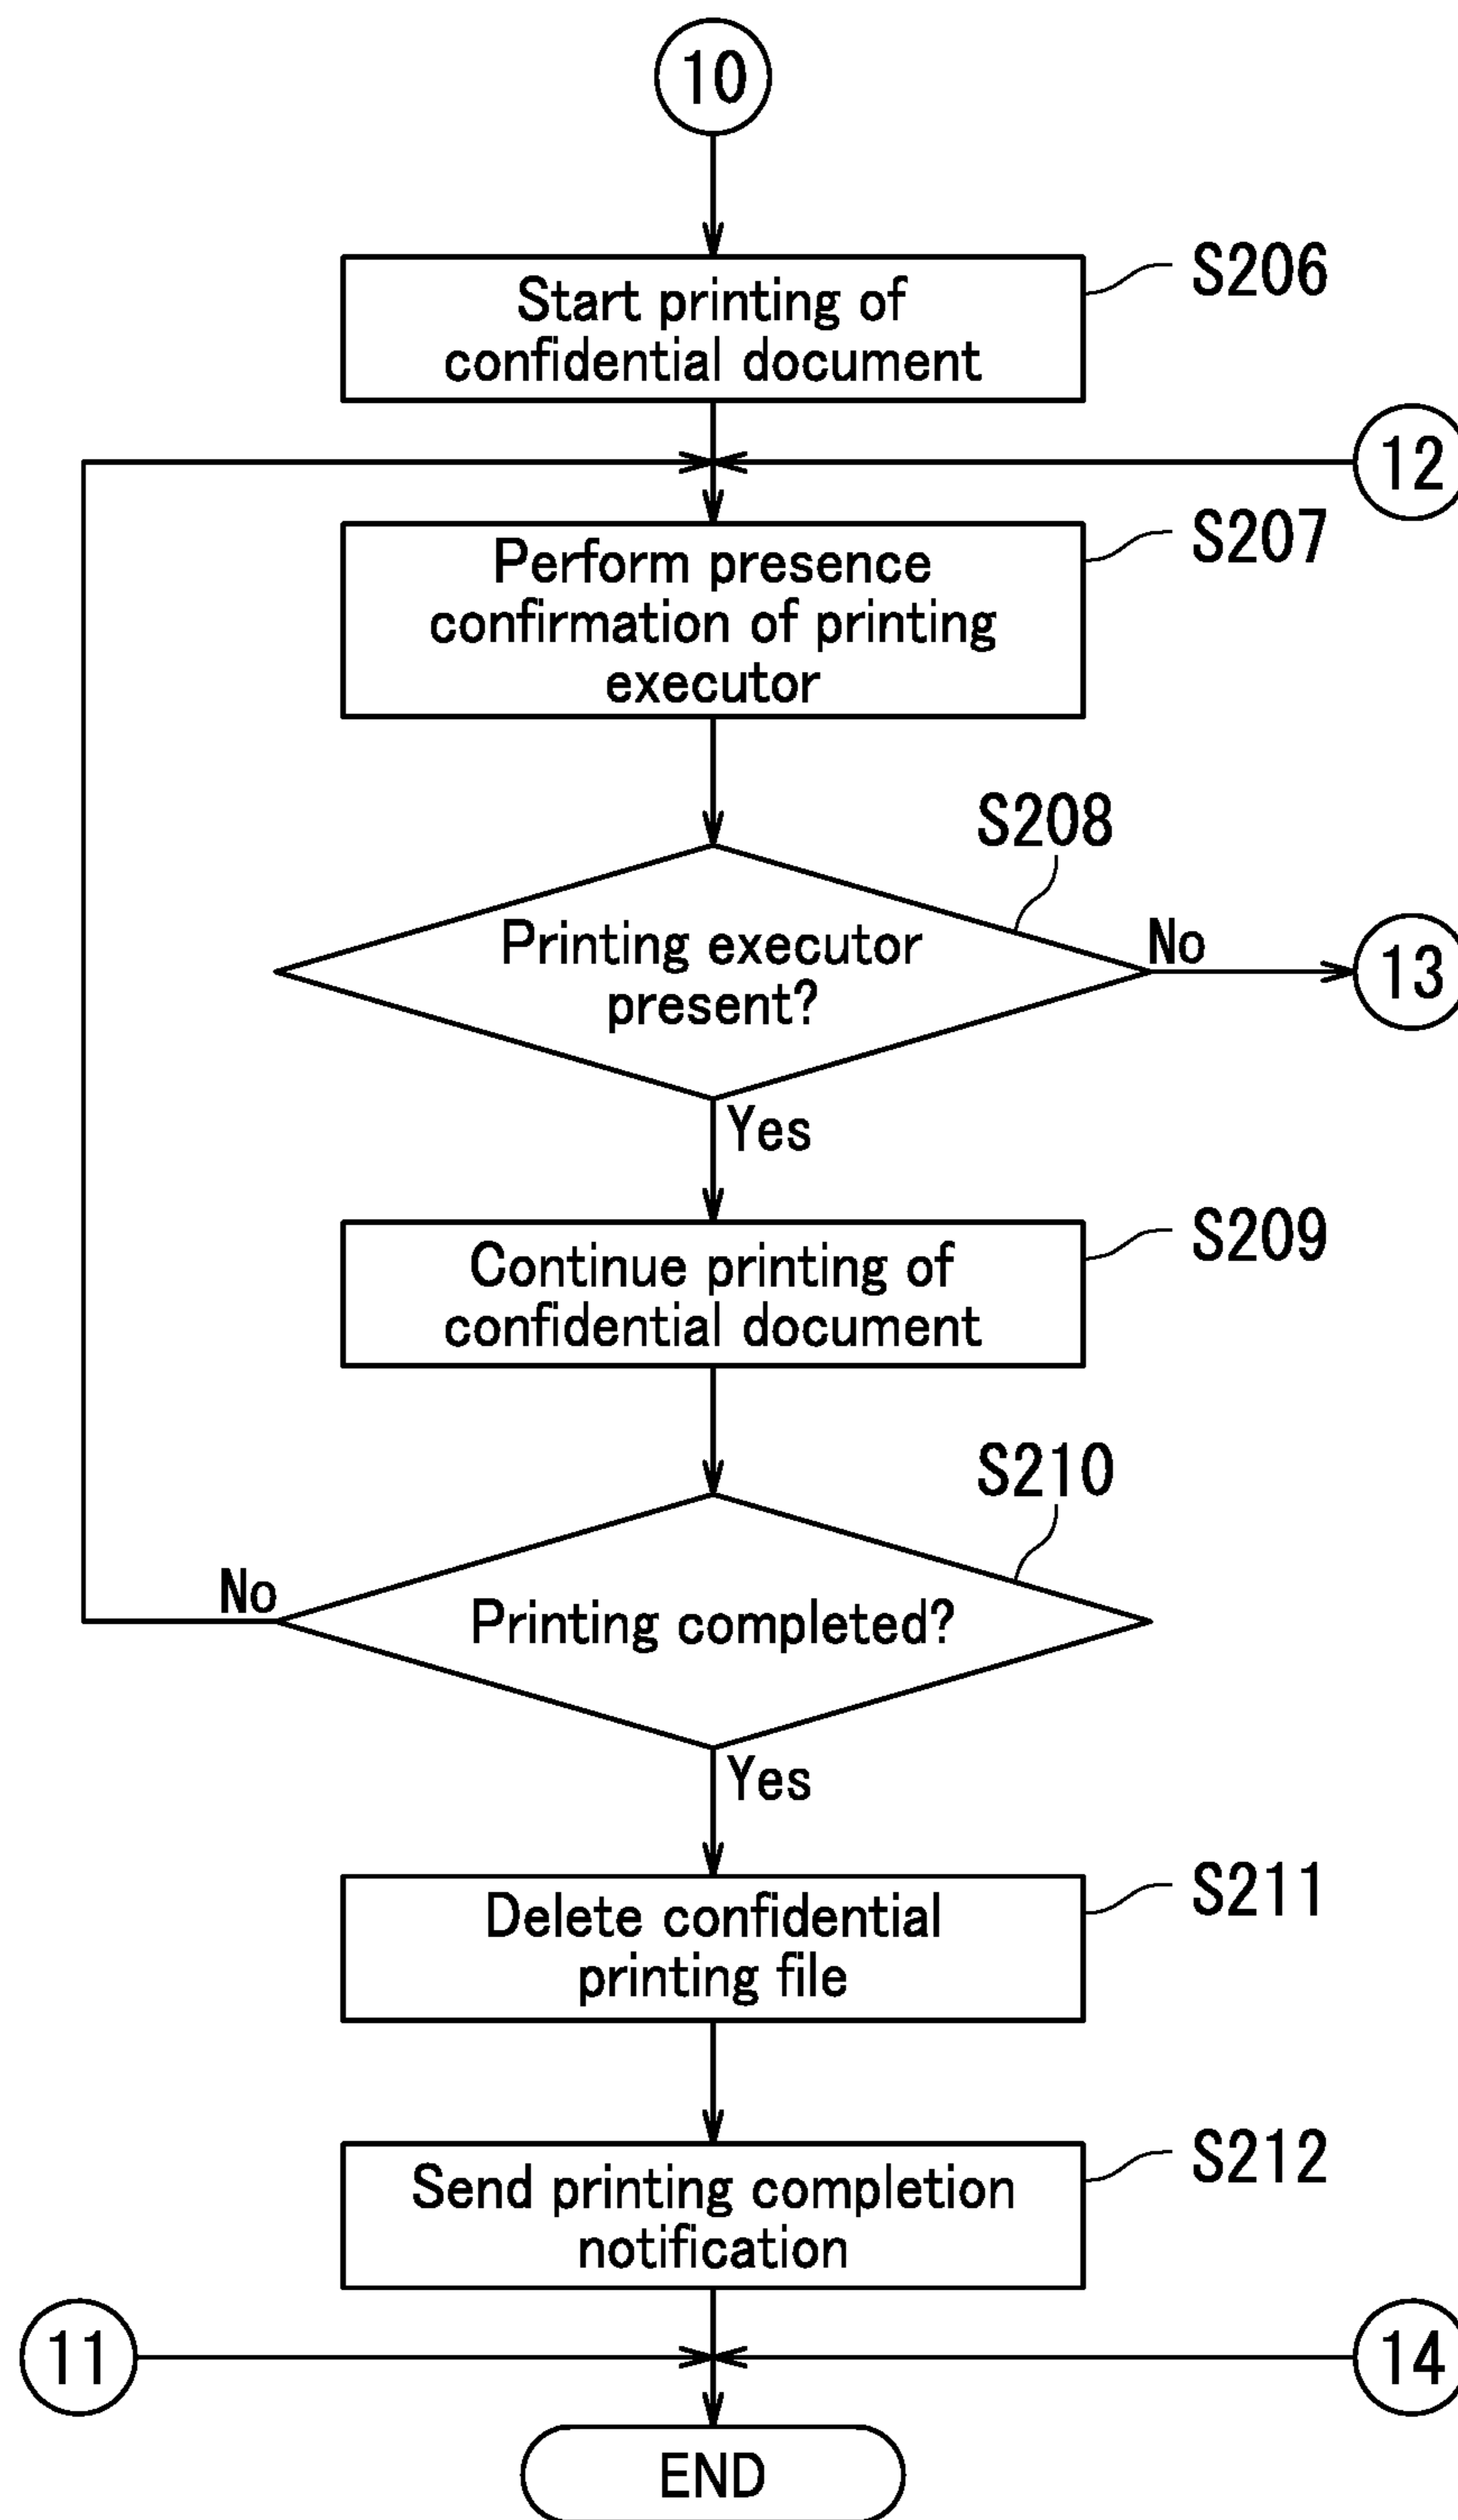 10
S206
Start printing of
confidential document
12
S207
Perform presence
confirmation of printing
executor
S208
Printing executor
present?
No
13
Yes
S209
Continue printing of
confidential document
S210
No
Printing completed?
Yes
S211
Delete confidential
printing file
S212
Send printing completion
notification
11
14
END